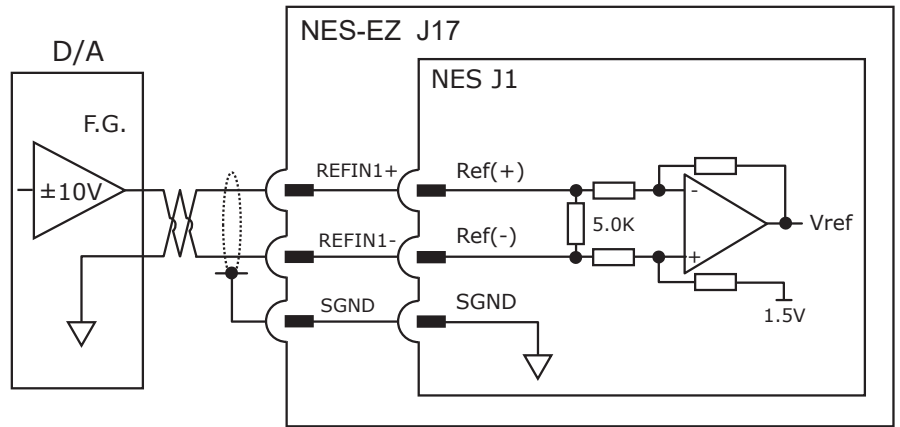 NES-EZ J17
D/A
NES J1
F.G.
±10V
REFIN1+
Ref(+)
-
5.0K
Vref
REFIN1-
Ref(-)
+
SGND
SGND
1.5V